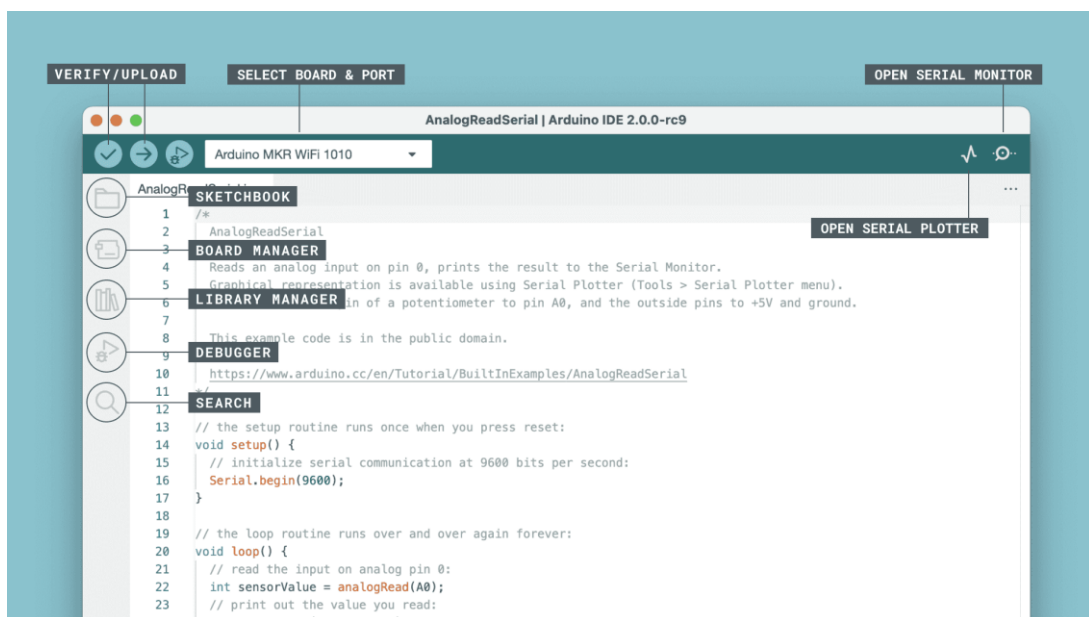 VERIFY/UPLOAD
SELECT BOARD & PORT
OPEN SERIAL MONITOR
AnalogReadSerial | Arduino IDE 2.0.0-rc9
Arduino MKR WiFi 1010
SKETCHBOOK
OPEN SERIAL PLOTTER
BOARD MANAGER
LIBRARY MANAGER
DEBUGGER
SEARCH
1 /*
2 AnalogReadSerial
3
4 Reads an analog input on pin 0, prints the result to the Serial Monitor.
5 Graphical representation is available using Serial Plotter (Tools > Serial Plotter menu).
6 of a potentiometer to pin A0, and the outside pins to +5V and ground.
7
8 This example code is in the public domain.
9
10 https://www.arduino.cc/en/Tutorial/BuiltInExamples/AnalogReadSerial
11 */
12
13 // the setup routine runs once when you press reset:
14 void setup() {
15 // initialize serial communication at 9600 bits per second:
16 Serial.begin(9600);
17 }
18
19 // the loop routine runs over and over again forever:
20 void loop() {
21 // read the input on analog pin 0:
22 int sensorValue = analogRead(A0);
23 // print out the value you read: